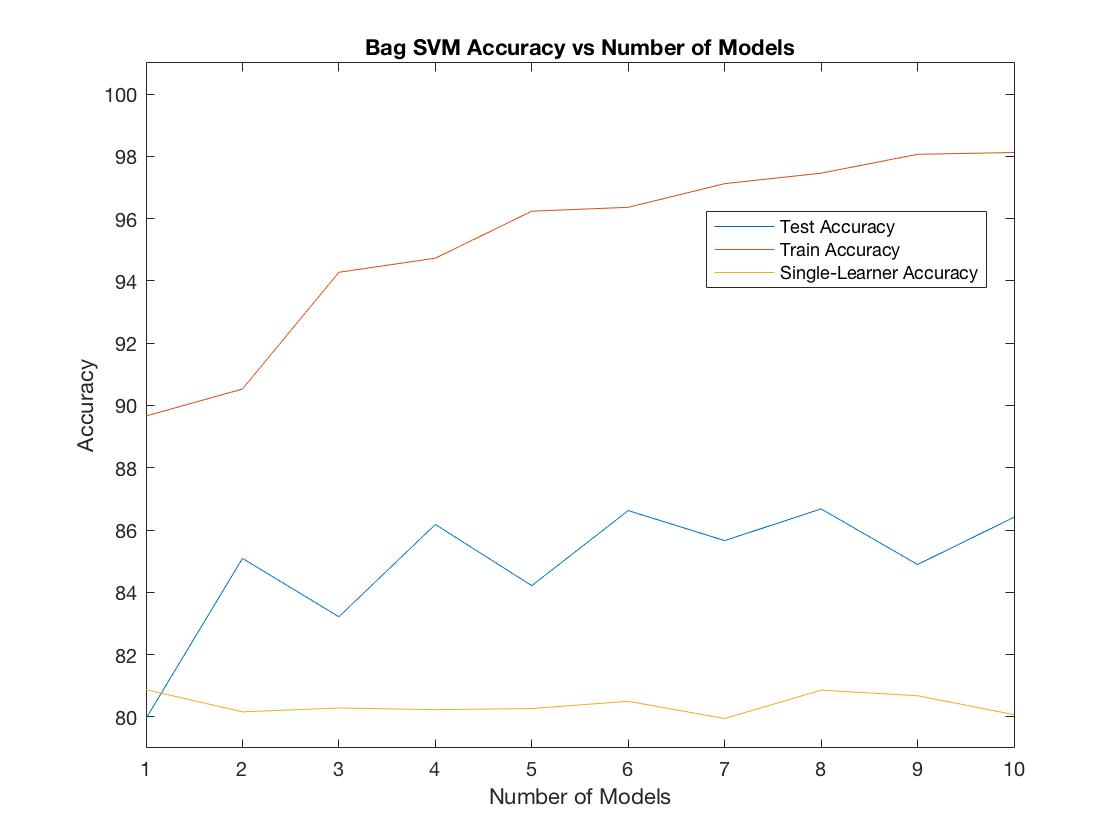 Bag SVM Accuracy vs Number of Models
100
98
96
94
92
90
88
86
84
82
80
Accuracy
Test Accuracy
Train Accuracy
Single-Learner Accuracy
1 2 3 4 5 6 7 8 9 10
Number of Models